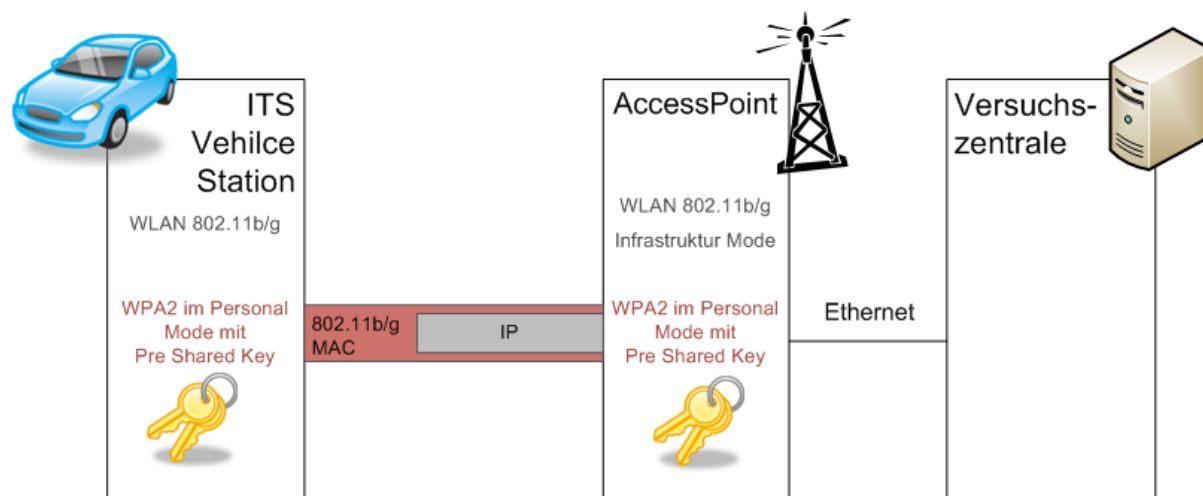 ITS
Vehilce
Station
WLAN 802.11b/g
WPA2 im Personal
Mode mit
Pre Shared Key
802.11b/g
MAC
IP
AccessPoint
WLAN 802.11b/g
Infrastruktur Mode
WPA2 im Personal
Mode mit
Pre Shared Key
Ethernet
Versuchs-
zentrale